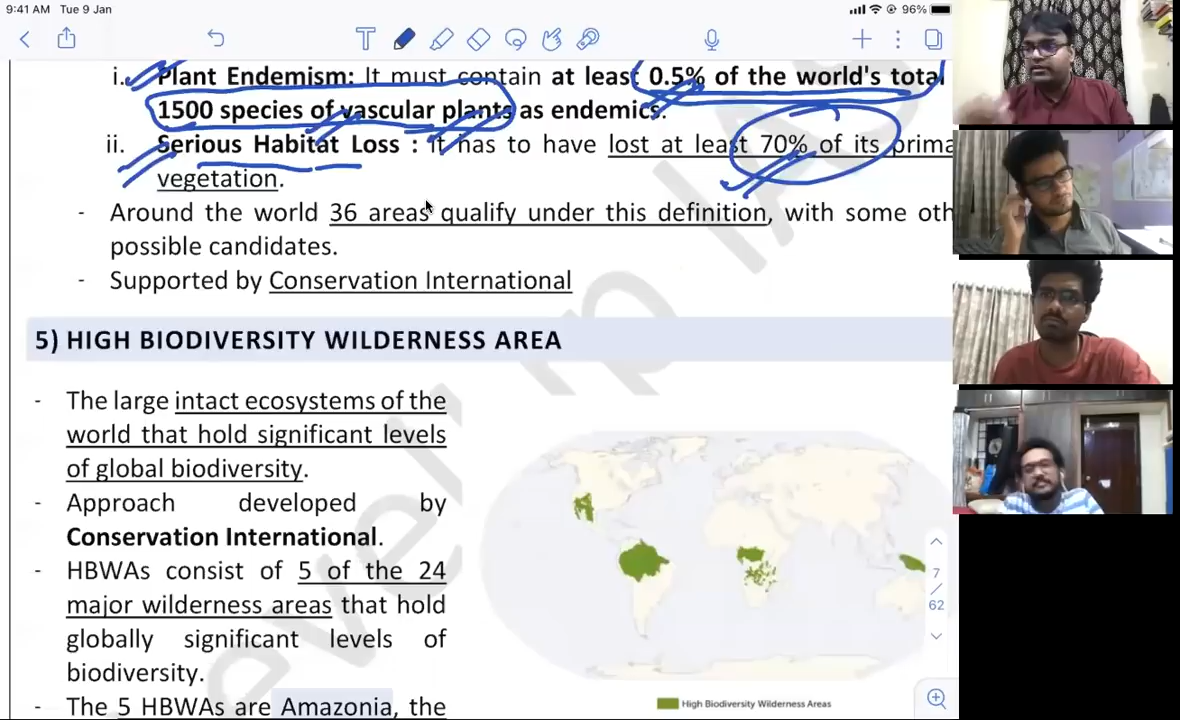 9:41 AM Tue 9 Jan
96%
i. Plant Endemism: It must contain at least 0.5% of the world's total
1500 species of vascular plants as endemics.
ii. Serious Habitat Loss : It has to have lost at least 70% of its prima
vegetation.
- Around the world 36 areas qualify under this definition, with some oth
possible candidates.
- Supported by Conservation International
5) HIGH BIODIVERSITY WILDERNESS AREA
- The large intact ecosystems of the
world that hold significant levels
of global biodiversity.
- Approach developed by
Conservation International.
- HBWAs consist of 5 of the 24
major wilderness areas that hold
globally significant levels of
biodiversity.
- The 5 HBWAs are Amazonia, the
High Biodiversity Wilderness Areas
7
/
62